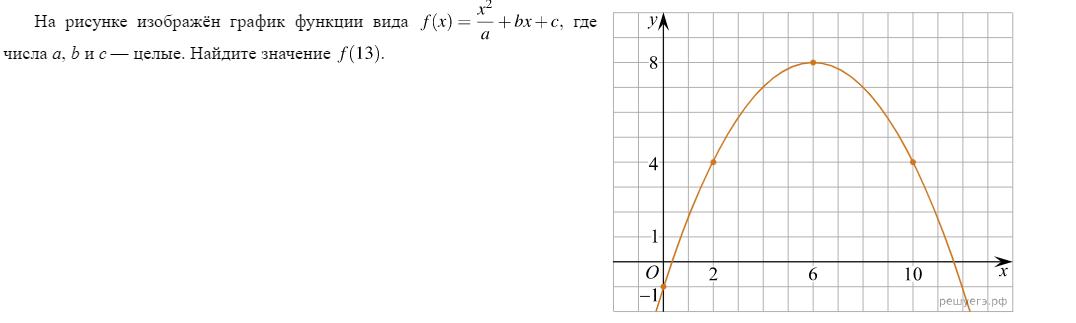 На рисунке изображён график функции вида f(x) = x²/a + bx + c, где
числа a, b и c — целые. Найдите значение f(13).
y
8
4
1
O 2 6 10 x
−1
решуегэ.рф